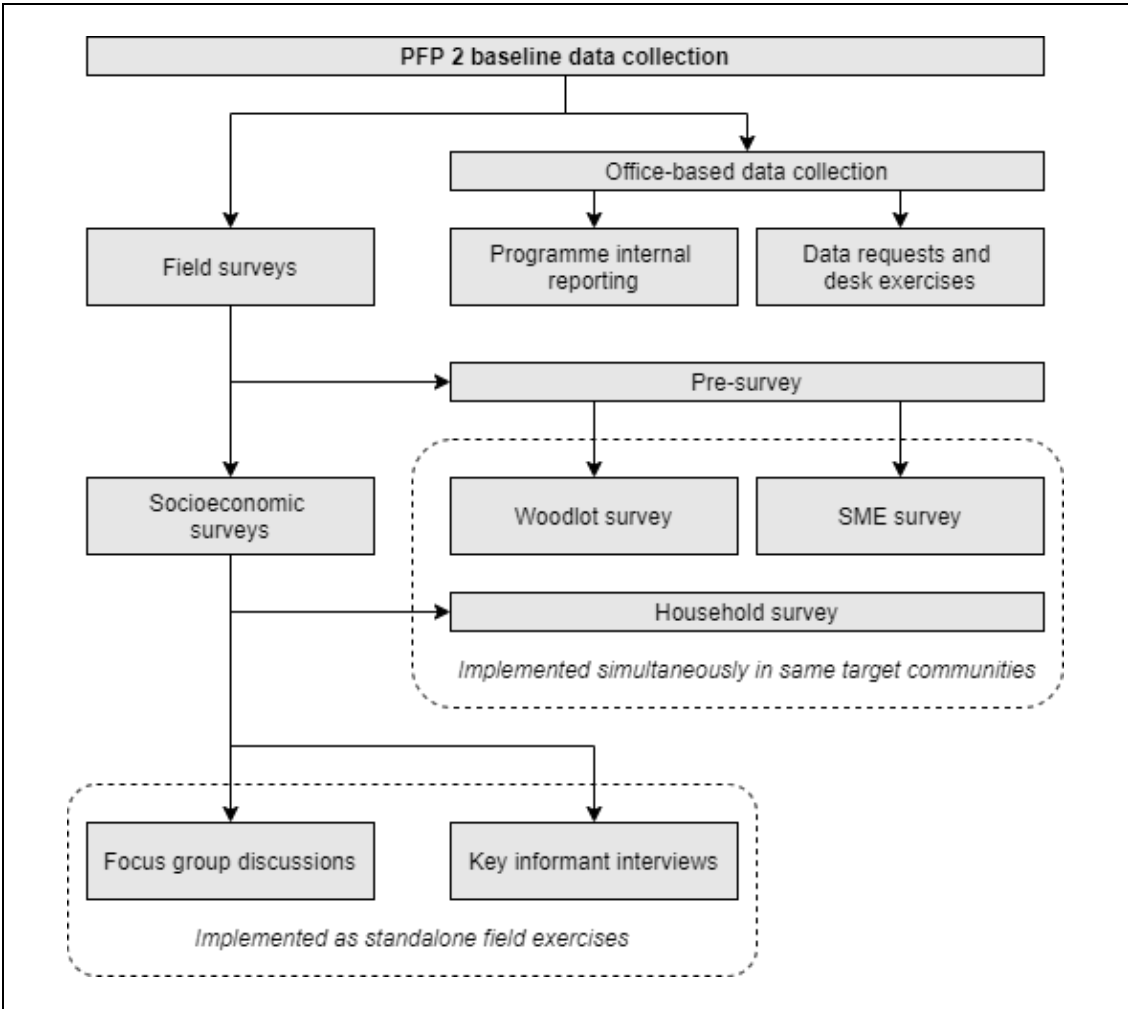 PFP 2 baseline data collection
Office-based data collection
Field surveys
Programme internal
reporting
Data requests and
desk exercises
Pre-survey
Socioeconomic
surveys
Woodlot survey
SME survey
Household survey
Implemented simultaneously in same target communities
Focus group discussions
Key informant interviews
Implemented as standalone field exercises